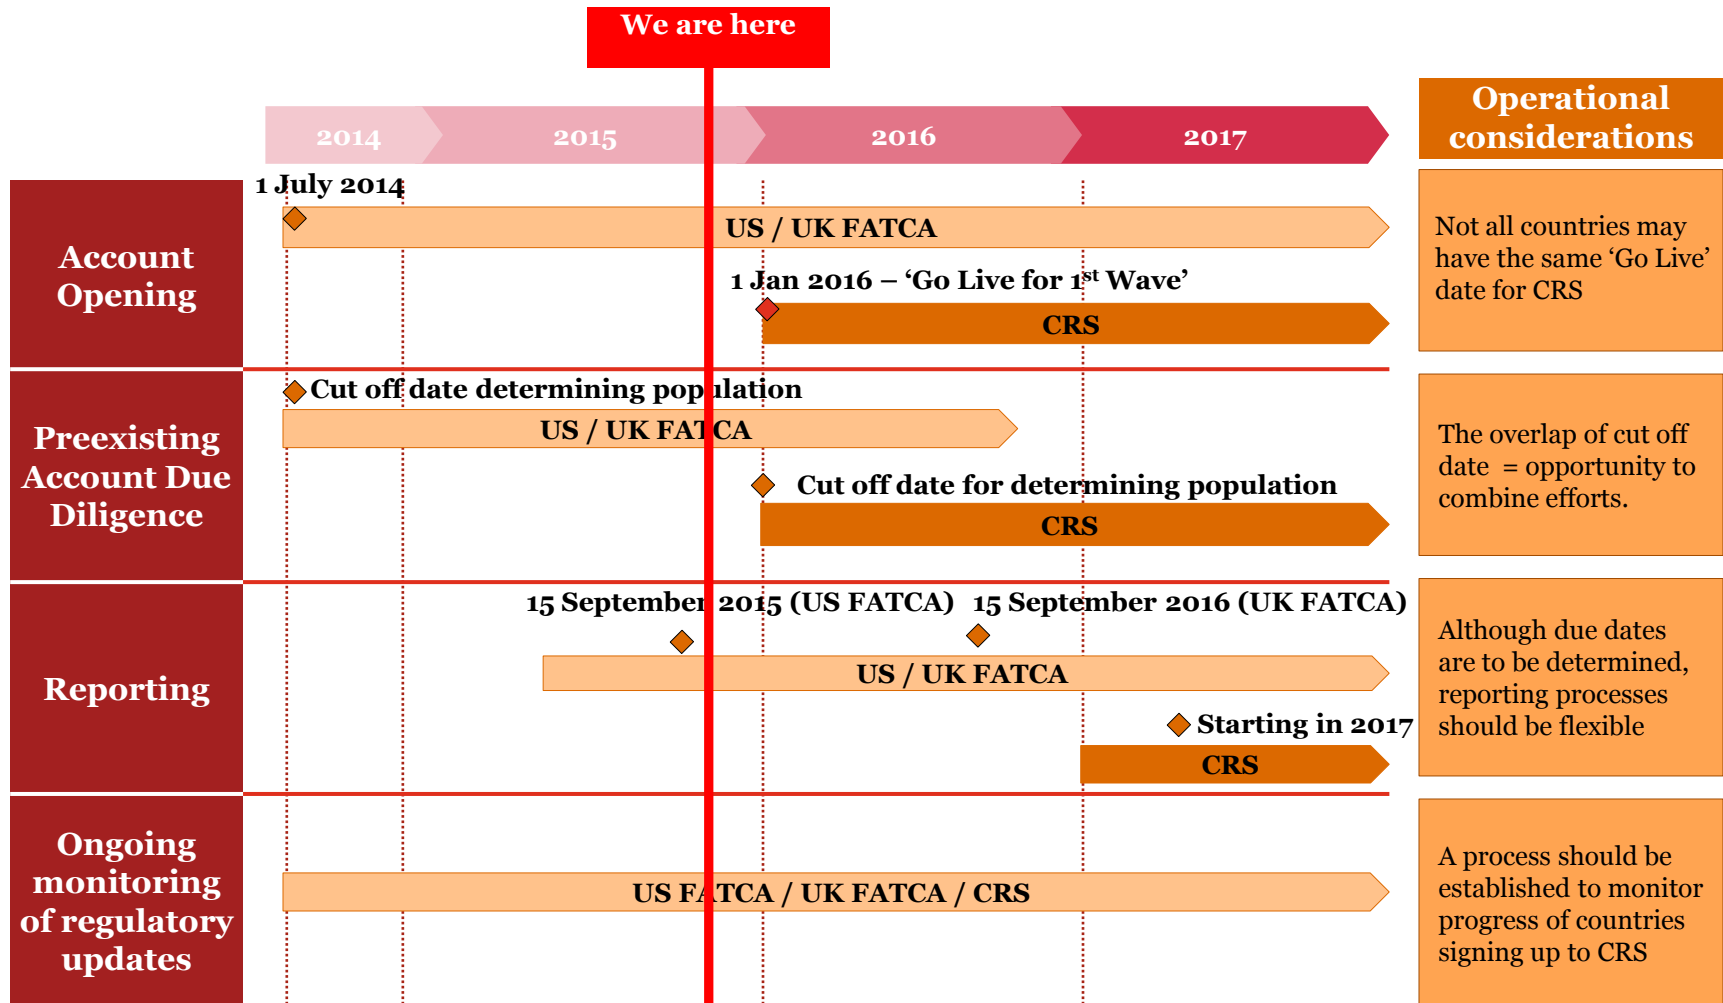 We are here
2014
2015
2016
2017
Operational
considerations
Account
Opening
1 July 2014
US / UK FATCA
1 Jan 2016 – ‘Go Live for 1st Wave’
CRS
Not all countries may
have the same ‘Go Live’
date for CRS
Preexisting
Account Due
Diligence
Cut off date determining population
US / UK FATCA
Cut off date for determining population
CRS
The overlap of cut off
date = opportunity to
combine efforts.
Reporting
15 September 2015 (US FATCA)
15 September 2016 (UK FATCA)
US / UK FATCA
Starting in 2017
CRS
Although due dates
are to be determined,
reporting processes
should be flexible
Ongoing
monitoring
of regulatory
updates
US FATCA / UK FATCA / CRS
A process should be
established to monitor
progress of countries
signing up to CRS